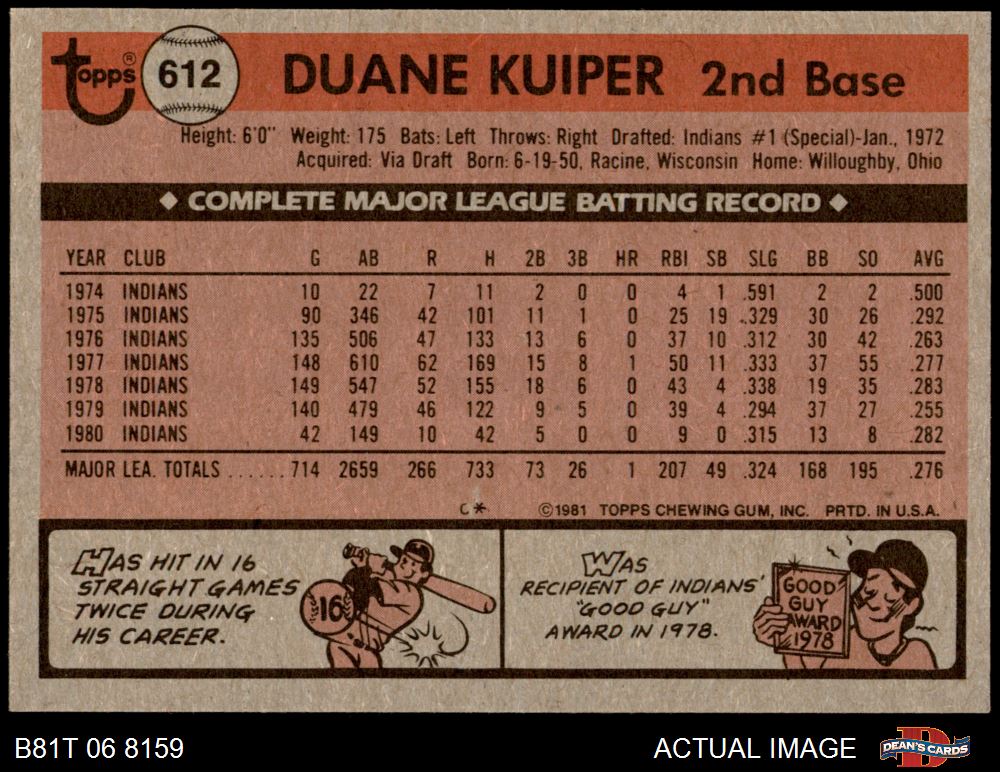 Topps® 612 DUANE KUIPER 2nd Base
Height: 6'0" Weight: 175 Bats: Left Throws: Right Drafted: Indians #1 (Special)-Jan., 1972
Acquired: Via Draft Born: 6-19-50, Racine, Wisconsin Home: Willoughby, Ohio
◆ COMPLETE MAJOR LEAGUE BATTING RECORD ◆
YEAR CLUB G AB R H 2B 3B HR RBI SB SLG BB SO AVG
1974 INDIANS 10 22 7 11 2 0 0 4 1 .591 2 2 .500
1975 INDIANS 90 346 42 101 11 1 0 25 19 .329 30 26 .292
1976 INDIANS 135 506 47 133 13 6 0 37 10 .312 30 42 .263
1977 INDIANS 148 610 62 169 15 8 1 50 11 .333 37 55 .277
1978 INDIANS 149 547 52 155 18 6 0 43 4 .338 19 35 .283
1979 INDIANS 140 479 46 122 9 5 0 39 4 .294 37 27 .255
1980 INDIANS 42 149 10 42 5 0 0 9 0 .315 13 8 .282
MAJOR LEA. TOTALS ...... 714 2659 266 733 73 26 1 207 49 .324 168 195 .276
C* ©1981 TOPPS CHEWING GUM, INC. PRTD. IN U.S.A.
HAS HIT IN 16
STRAIGHT GAMES
TWICE DURING
HIS CAREER.
16
WAS
RECIPIENT OF INDIANS'
"GOOD GUY"
AWARD IN 1978.
GOOD
GUY
AWARD
1978
B81T 06 8159 ACTUAL IMAGE DEAN'S CARDS